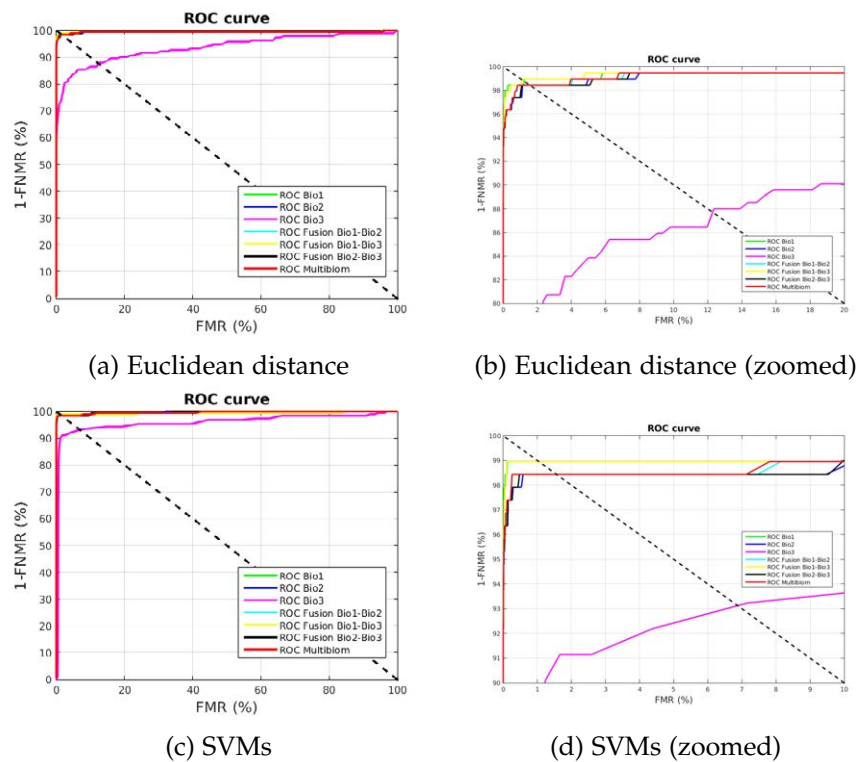 ROC curve
1-FNMR (%)
100
90
80
70
60
50
40
30
20
10
0
ROC Bio1
ROC Bio2
ROC Bio3
ROC Fusion Bio1-Bio2
ROC Fusion Bio1-Bio3
ROC Fusion Bio2-Bio3
ROC Multibiom
0 20 40 60 80 100
FMR (%)
(a) Euclidean distance
ROC curve
1-FNMR (%)
100
98
96
94
92
90
88
86
84
82
80
ROC Bio1
ROC Bio2
ROC Bio3
ROC Fusion Bio1-Bio2
ROC Fusion Bio1-Bio3
ROC Fusion Bio2-Bio3
ROC Multibiom
0 2 4 6 8 10 12 14 16 18 20
FMR (%)
(b) Euclidean distance (zoomed)
ROC curve
1-FNMR (%)
100
90
80
70
60
50
40
30
20
10
0
ROC Bio1
ROC Bio2
ROC Bio3
ROC Fusion Bio1-Bio2
ROC Fusion Bio1-Bio3
ROC Fusion Bio2-Bio3
ROC Multibiom
0 20 40 60 80 100
FMR (%)
(c) SVMs
ROC curve
1-FNMR (%)
100
99
98
97
96
95
94
93
92
91
90
ROC Bio1
ROC Bio2
ROC Bio3
ROC Fusion Bio1-Bio2
ROC Fusion Bio1-Bio3
ROC Fusion Bio2-Bio3
ROC Multibiom
0 1 2 3 4 5 6 7 8 9 10
FMR (%)
(d) SVMs (zoomed)